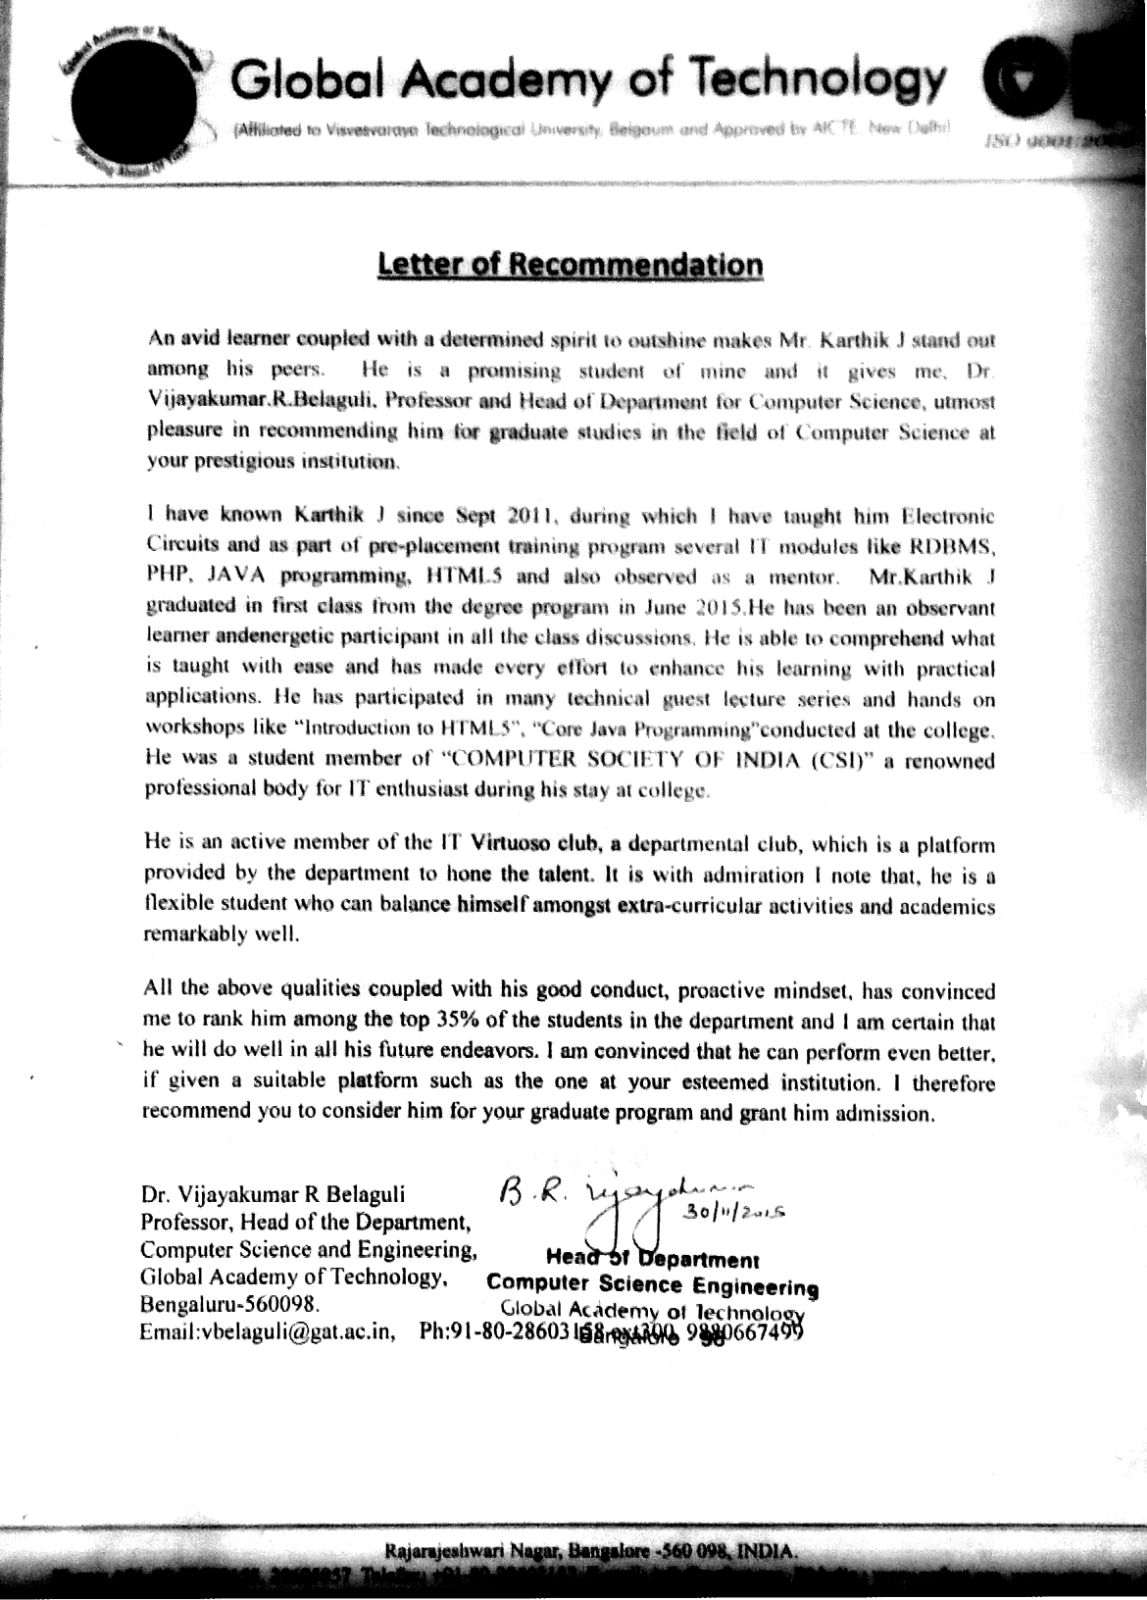 Global Academy of Technology
(Affiliated to Visvesvaraya Technological University, Belgaum and Approved by AICTE, New Delhi)
ISO 9001:20
Letter of Recommendation
An avid learner coupled with a determined spirit to outshine makes Mr. Karthik J stand out
among his peers. He is a promising student of mine and it gives me, Dr.
Vijayakumar.R.Belaguli, Professor and Head of Department for Computer Science, utmost
pleasure in recommending him for graduate studies in the field of Computer Science at
your prestigious institution.
I have known Karthik J since Sept 2011, during which I have taught him Electronic
Circuits and as part of pre-placement training program several IT modules like RDBMS,
PHP, JAVA programming, HTML5 and also observed as a mentor. Mr.Karthik J
graduated in first class from the degree program in June 2015.He has been an observant
learner andenergetic participant in all the class discussions. He is able to comprehend what
is taught with ease and has made every effort to enhance his learning with practical
applications. He has participated in many technical guest lecture series and hands on
workshops like “Introduction to HTML5”, “Core Java Programming”conducted at the college.
He was a student member of “COMPUTER SOCIETY OF INDIA (CSI)” a renowned
professional body for IT enthusiast during his stay at college.
He is an active member of the IT Virtuoso club, a departmental club, which is a platform
provided by the department to hone the talent. It is with admiration I note that, he is a
flexible student who can balance himself amongst extra-curricular activities and academics
remarkably well.
All the above qualities coupled with his good conduct, proactive mindset, has convinced
me to rank him among the top 35% of the students in the department and I am certain that
he will do well in all his future endeavors. I am convinced that he can perform even better,
if given a suitable platform such as the one at your esteemed institution. I therefore
recommend you to consider him for your graduate program and grant him admission.
B.R. Vijayakumar
30/11/2015
Dr. Vijayakumar R Belaguli
Professor, Head of the Department,
Computer Science and Engineering,
Global Academy of Technology,
Bengaluru-560098.
Email:vbelaguli@gat.ac.in, Ph:91-80-28603158 ext300,
Head of Department
Computer Science Engineering
Global Academy of Technology
Bangalore 98
Rajarajeshwari Nagar, Bangalore -560 098, INDIA.